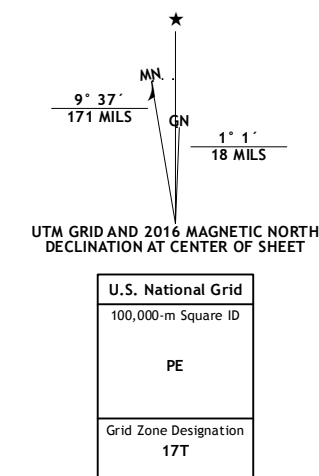 ★
MN
9° 37´
171 MILS
GN
1° 1´
18 MILS
UTM GRID AND 2016 MAGNETIC NORTH
DECLINATION AT CENTER OF SHEET
U.S. National Grid
100,000-m Square ID
PE
Grid Zone Designation
17T